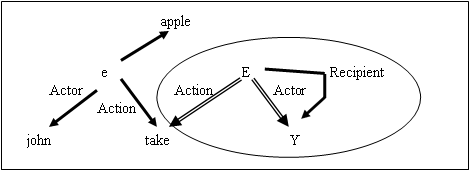 apple
e E Recipient
Actor Action Actor
Action
john take Y